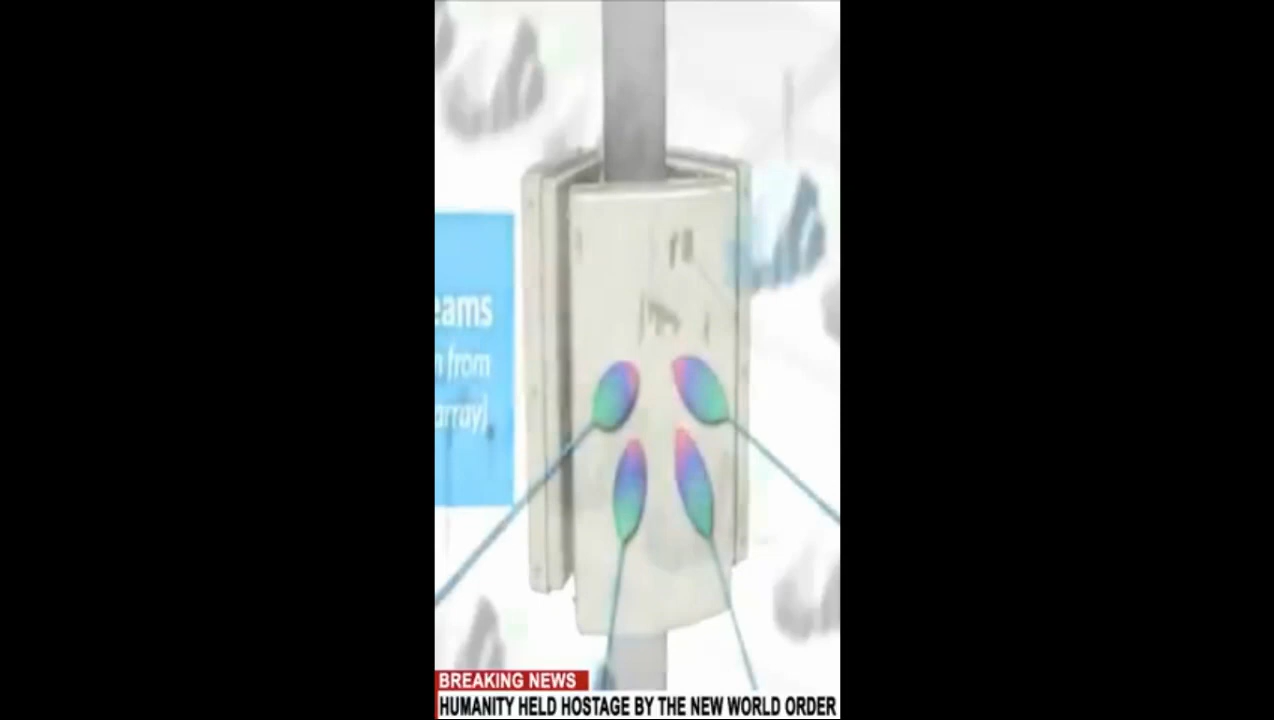 eams
n from
array)
BREAKING NEWS
HUMANITY HELD HOSTAGE BY THE NEW WORLD ORDER